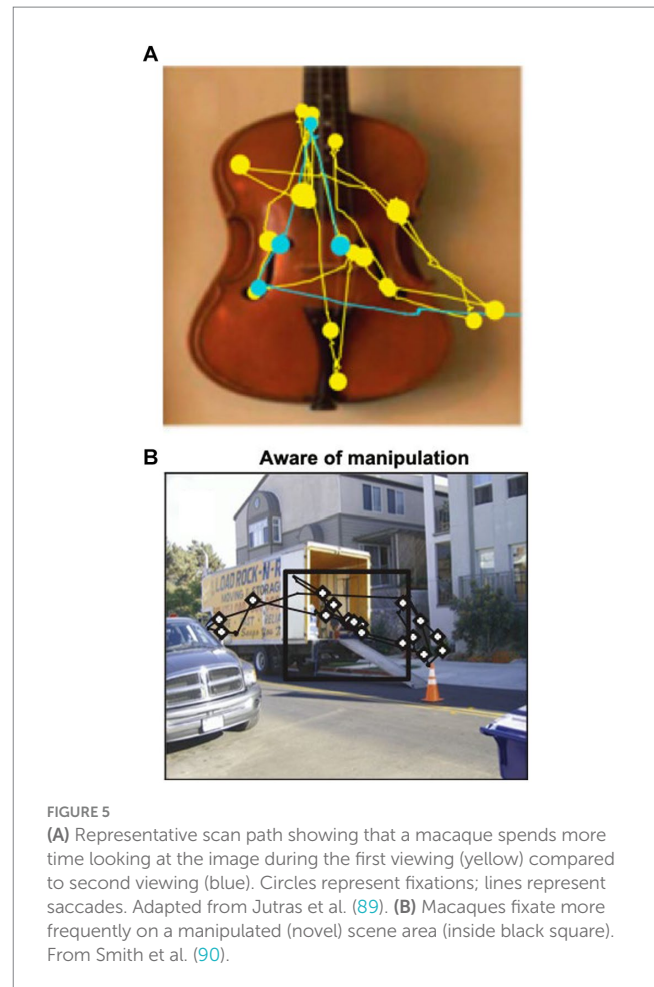 A
B
Aware of manipulation
LOAD ROCK-N-R
MOVING
FIGURE 5
(A) Representative scan path showing that a macaque spends more
time looking at the image during the first viewing (yellow) compared
to second viewing (blue). Circles represent fixations; lines represent
saccades. Adapted from Jutras et al. (89). (B) Macaques fixate more
frequently on a manipulated (novel) scene area (inside black square).
From Smith et al. (90).